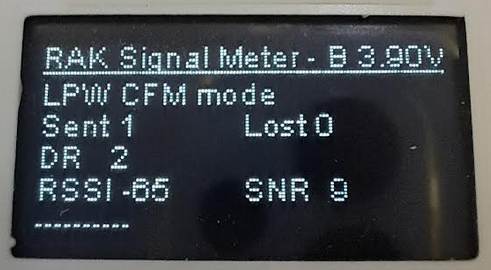 RAK Signal Meter - B 3.90V
LPW CFM mode
Sent 1 Lost 0
DR 2
RSSI -65 SNR 9
----------